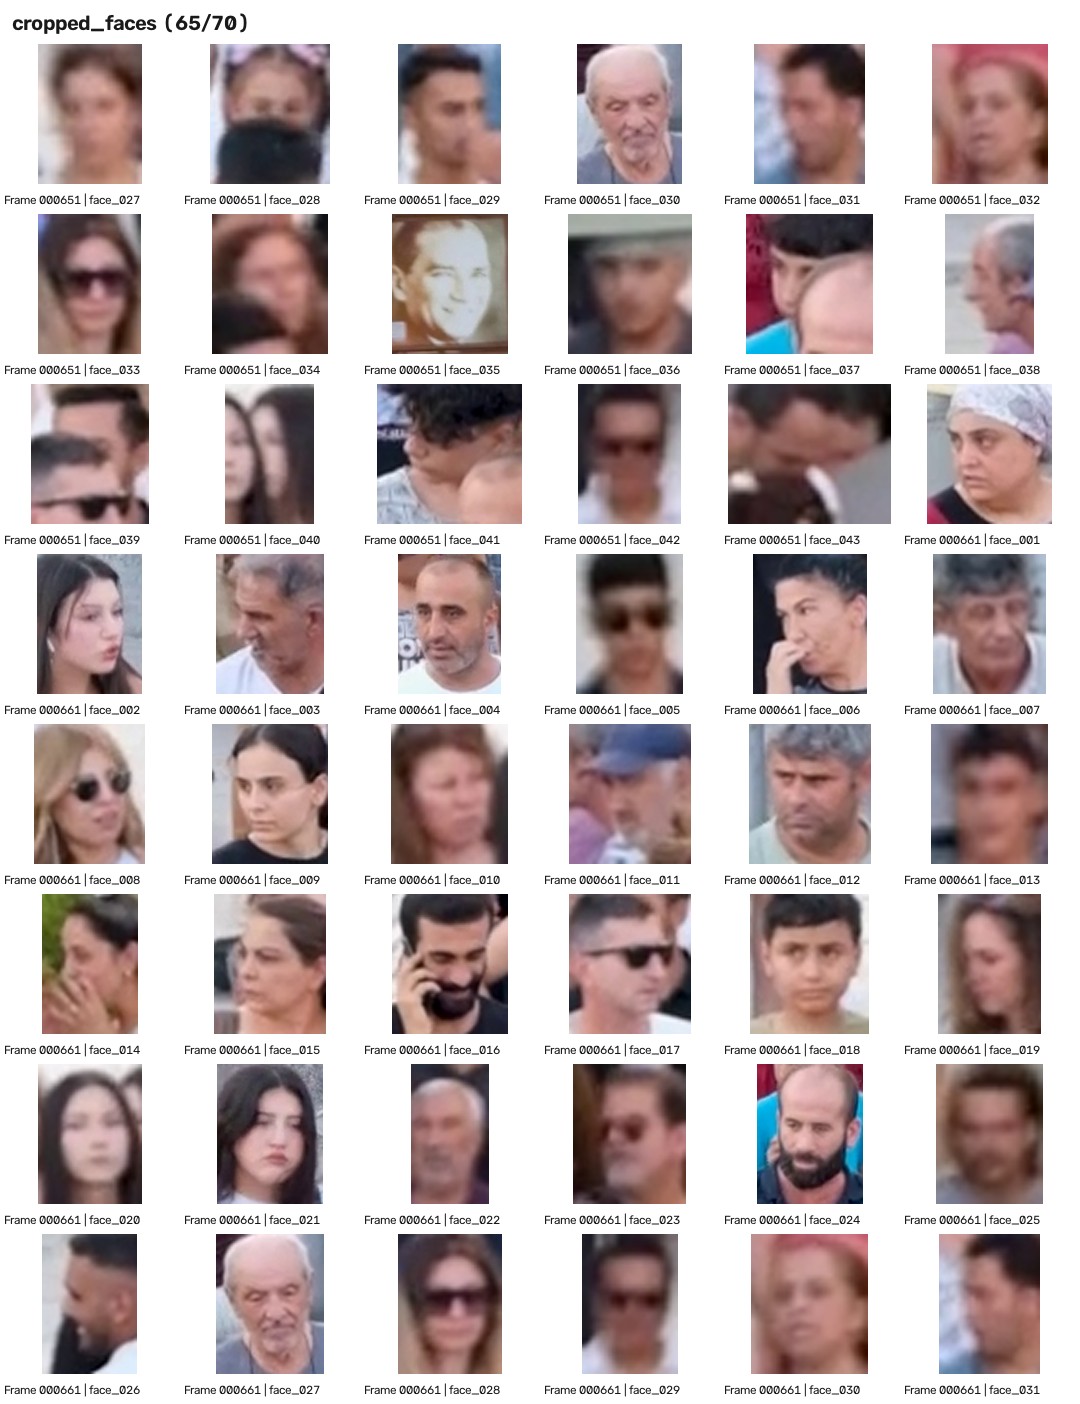 cropped_faces (65/70)
Frame 000651 | face_027
Frame 000651 | face_028
Frame 000651 | face_029
Frame 000651 | face_030
Frame 000651 | face_031
Frame 000651 | face_032
Frame 000651 | face_033
Frame 000651 | face_034
Frame 000651 | face_035
Frame 000651 | face_036
Frame 000651 | face_037
Frame 000651 | face_038
Frame 000651 | face_039
Frame 000651 | face_040
Frame 000651 | face_041
Frame 000651 | face_042
Frame 000651 | face_043
Frame 000661 | face_001
Frame 000661 | face_002
Frame 000661 | face_003
Frame 000661 | face_004
Frame 000661 | face_005
Frame 000661 | face_006
Frame 000661 | face_007
Frame 000661 | face_008
Frame 000661 | face_009
Frame 000661 | face_010
Frame 000661 | face_011
Frame 000661 | face_012
Frame 000661 | face_013
Frame 000661 | face_014
Frame 000661 | face_015
Frame 000661 | face_016
Frame 000661 | face_017
Frame 000661 | face_018
Frame 000661 | face_019
Frame 000661 | face_020
Frame 000661 | face_021
Frame 000661 | face_022
Frame 000661 | face_023
Frame 000661 | face_024
Frame 000661 | face_025
Frame 000661 | face_026
Frame 000661 | face_027
Frame 000661 | face_028
Frame 000661 | face_029
Frame 000661 | face_030
Frame 000661 | face_031